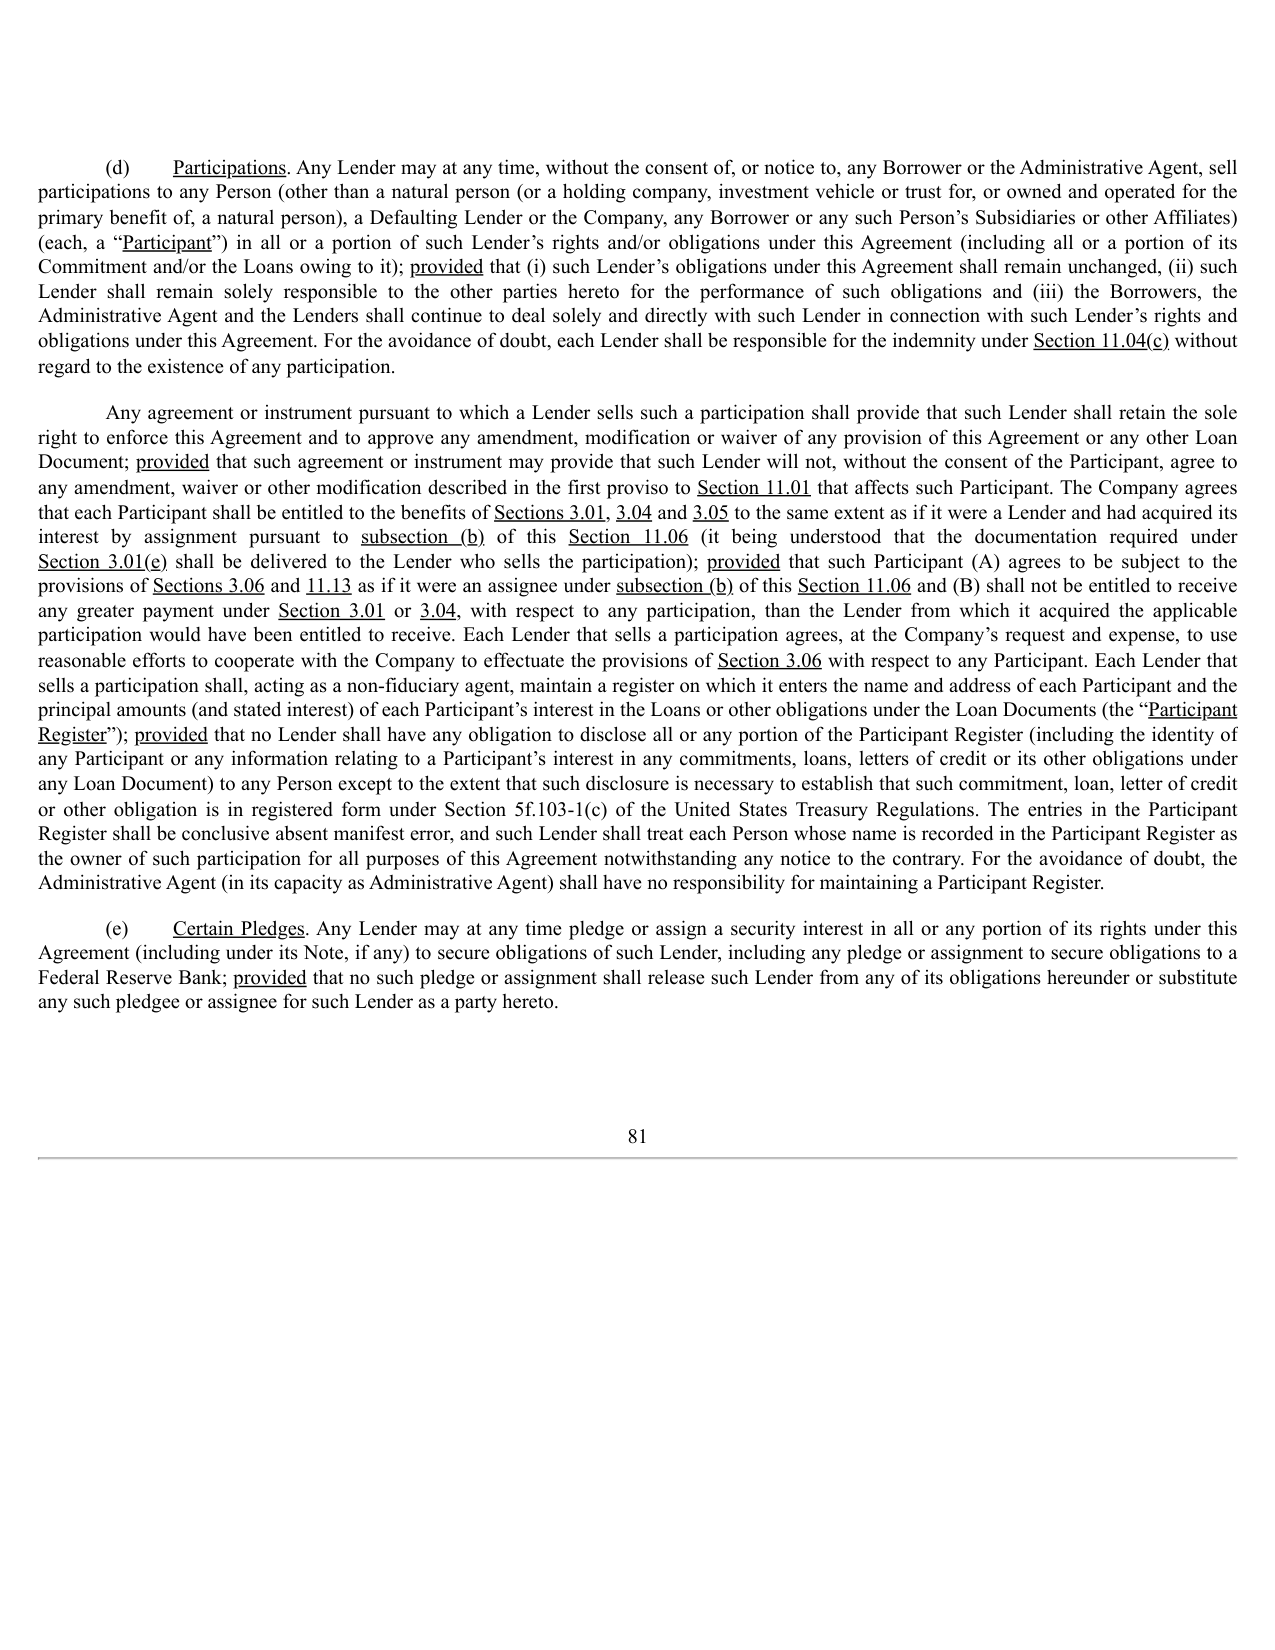 (d) Participations. Any Lender may at any time, without the consent of, or notice to, any Borrower or the Administrative Agent, sell
participations to any Person (other than a natural person (or a holding company, investment vehicle or trust for, or owned and operated for the
primary benefit of, a natural person), a Defaulting Lender or the Company, any Borrower or any such Person’s Subsidiaries or other Affiliates)
(each, a “Participant”) in all or a portion of such Lender’s rights and/or obligations under this Agreement (including all or a portion of its
Commitment and/or the Loans owing to it); provided that (i) such Lender’s obligations under this Agreement shall remain unchanged, (ii) such
Lender shall remain solely responsible to the other parties hereto for the performance of such obligations and (iii) the Borrowers, the
Administrative Agent and the Lenders shall continue to deal solely and directly with such Lender in connection with such Lender’s rights and
obligations under this Agreement. For the avoidance of doubt, each Lender shall be responsible for the indemnity under Section 11.04(c) without
regard to the existence of any participation.
Any agreement or instrument pursuant to which a Lender sells such a participation shall provide that such Lender shall retain the sole
right to enforce this Agreement and to approve any amendment, modification or waiver of any provision of this Agreement or any other Loan
Document; provided that such agreement or instrument may provide that such Lender will not, without the consent of the Participant, agree to
any amendment, waiver or other modification described in the first proviso to Section 11.01 that affects such Participant. The Company agrees
that each Participant shall be entitled to the benefits of Sections 3.01, 3.04 and 3.05 to the same extent as if it were a Lender and had acquired its
interest by assignment pursuant to subsection (b) of this Section 11.06 (it being understood that the documentation required under
Section 3.01(e) shall be delivered to the Lender who sells the participation); provided that such Participant (A) agrees to be subject to the
provisions of Sections 3.06 and 11.13 as if it were an assignee under subsection (b) of this Section 11.06 and (B) shall not be entitled to receive
any greater payment under Section 3.01 or 3.04, with respect to any participation, than the Lender from which it acquired the applicable
participation would have been entitled to receive. Each Lender that sells a participation agrees, at the Company’s request and expense, to use
reasonable efforts to cooperate with the Company to effectuate the provisions of Section 3.06 with respect to any Participant. Each Lender that
sells a participation shall, acting as a non-fiduciary agent, maintain a register on which it enters the name and address of each Participant and the
principal amounts (and stated interest) of each Participant’s interest in the Loans or other obligations under the Loan Documents (the “Participant
Register”); provided that no Lender shall have any obligation to disclose all or any portion of the Participant Register (including the identity of
any Participant or any information relating to a Participant’s interest in any commitments, loans, letters of credit or its other obligations under
any Loan Document) to any Person except to the extent that such disclosure is necessary to establish that such commitment, loan, letter of credit
or other obligation is in registered form under Section 5f.103-1(c) of the United States Treasury Regulations. The entries in the Participant
Register shall be conclusive absent manifest error, and such Lender shall treat each Person whose name is recorded in the Participant Register as
the owner of such participation for all purposes of this Agreement notwithstanding any notice to the contrary. For the avoidance of doubt, the
Administrative Agent (in its capacity as Administrative Agent) shall have no responsibility for maintaining a Participant Register.
(e) Certain Pledges. Any Lender may at any time pledge or assign a security interest in all or any portion of its rights under this
Agreement (including under its Note, if any) to secure obligations of such Lender, including any pledge or assignment to secure obligations to a
Federal Reserve Bank; provided that no such pledge or assignment shall release such Lender from any of its obligations hereunder or substitute
any such pledgee or assignee for such Lender as a party hereto.
81